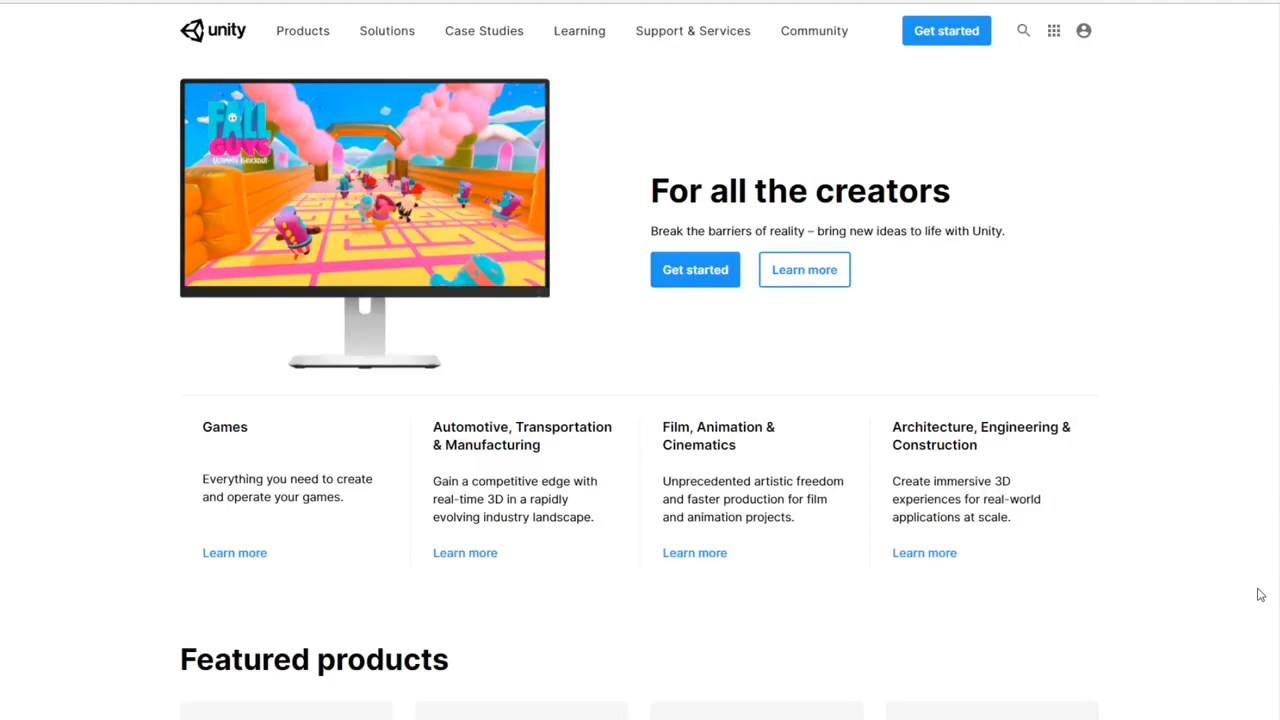 unity
Products
Solutions
Case Studies
Learning
Support & Services
Community
Get started
FALL
GUYS
ULTIMATE KNOCKOUT
For all the creators
Break the barriers of reality – bring new ideas to life with Unity.
Get started
Learn more
Games
Everything you need to create
and operate your games.
Learn more
Automotive, Transportation
& Manufacturing
Gain a competitive edge with
real-time 3D in a rapidly
evolving industry landscape.
Learn more
Film, Animation &
Cinematics
Unprecedented artistic freedom
and faster production for film
and animation projects.
Learn more
Architecture, Engineering &
Construction
Create immersive 3D
experiences for real-world
applications at scale.
Learn more
Featured products